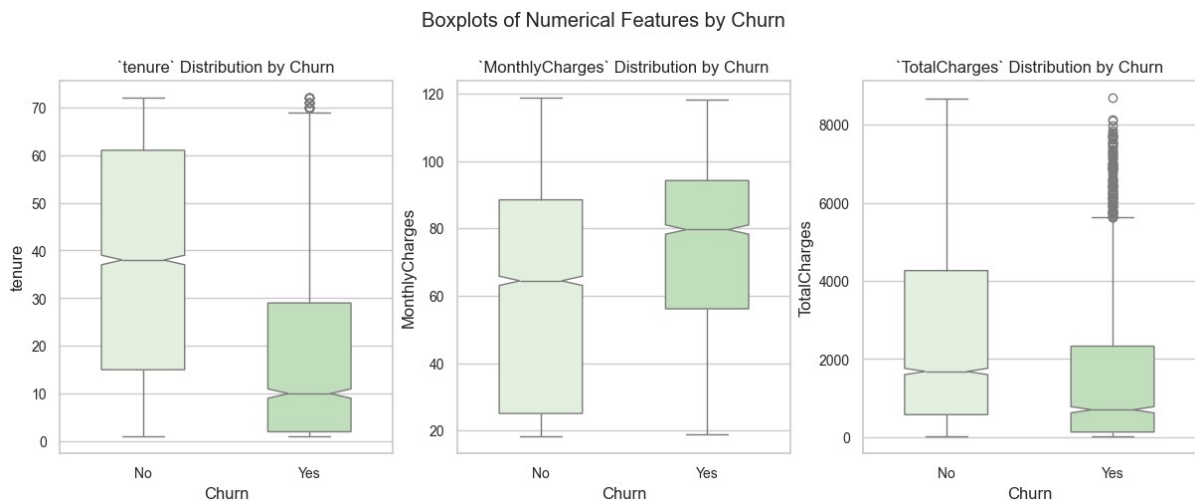 Boxplots of Numerical Features by Churn
`tenure` Distribution by Churn
tenure
70
60
50
40
30
20
10
0
No Yes
Churn
`MonthlyCharges` Distribution by Churn
MonthlyCharges
120
100
80
60
40
20
No Yes
Churn
`TotalCharges` Distribution by Churn
TotalCharges
8000
6000
4000
2000
0
No Yes
Churn